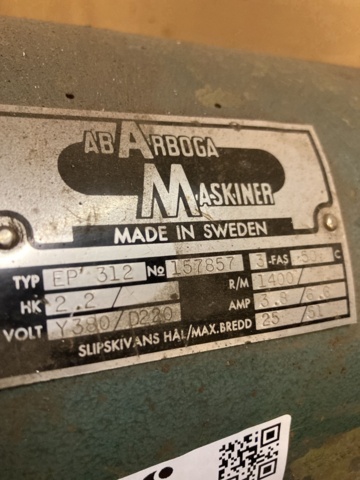 AB ARBOGA
MASKINER
MADE IN SWEDEN
TYP EP' 312 No 157857 3-FAS 50 C
HK 2.2/ R/M 1400/
VOLT Y380/D220 AMP 3.8/6.6
SLIPSKIVANS HÅL/MAX.BREDD 25/51